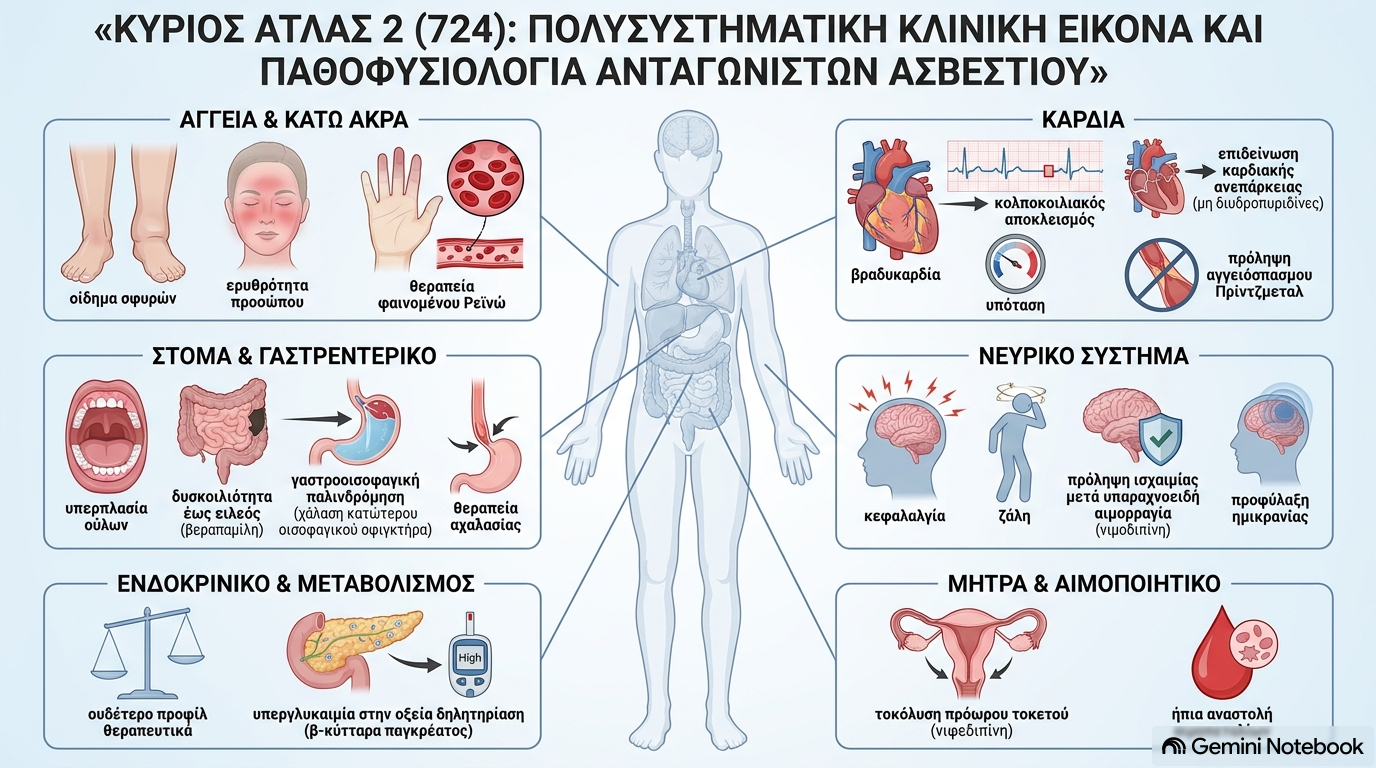 «ΚΥΡΙΟΣ ΑΤΛΑΣ 2 (724): ΠΟΛΥΣΥΣΤΗΜΑΤΙΚΗ ΚΛΙΝΙΚΗ ΕΙΚΟΝΑ ΚΑΙ
ΠΑΘΟΦΥΣΙΟΛΟΓΙΑ ΑΝΤΑΓΩΝΙΣΤΩΝ ΑΣΒΕΣΤΙΟΥ»
ΑΓΓΕΙΑ & ΚΑΤΩ ΑΚΡΑ
οίδημα σφυρών
ερυθρότητα
προσώπου
θεραπεία
φαινομένου Ρεϊνώ
ΚΑΡΔΙΑ
βραδυκαρδία
κολποκοιλιακός
αποκλεισμός
υπόταση
επιδείνωση
καρδιακής
ανεπάρκειας
(μη διυδροπυριδίνες)
πρόληψη
αγγειόσπασμου
Πρίντζμεταλ
ΣΤΟΜΑ & ΓΑΣΤΡΕΝΤΕΡΙΚΟ
υπερπλασία
ούλων
δυσκοιλιότητα
έως ειλεός
(βεραπαμίλη)
γαστροοισοφαγική
παλινδρόμηση
(χάλαση κατώτερου
οισοφαγικού σφιγκτήρα)
θεραπεία
αχαλασίας
ΝΕΥΡΙΚΟ ΣΥΣΤΗΜΑ
κεφαλαλγία
ζάλη
πρόληψη ισχαιμίας
μετά υπαραχνοειδή
αιμορραγία
(νιμοδιπίνη)
προφύλαξη
ημικρανίας
ΕΝΔΟΚΡΙΝΙΚΟ & ΜΕΤΑΒΟΛΙΣΜΟΣ
ουδέτερο προφίλ
θεραπευτικά
High
υπεργλυκαιμία στην οξεία δηλητηρίαση
(β-κύτταρα παγκρέατος)
ΜΗΤΡΑ & ΑΙΜΟΠΟΙΗΤΙΚΟ
τοκόλυση πρόωρου τοκετού
(νιφεδιπίνη)
ήπια αναστολή
Gemini Notebook